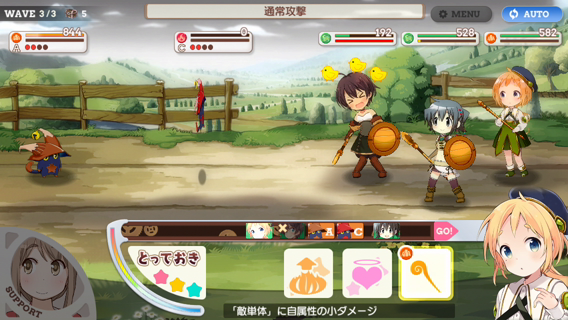 WAVE 3/3 5
通常攻撃
MENU
AUTO
844
A
0
C
192
528
582
A C GO!
とっておき
SUPPORT
「敵単体」に自属性の小ダメージ